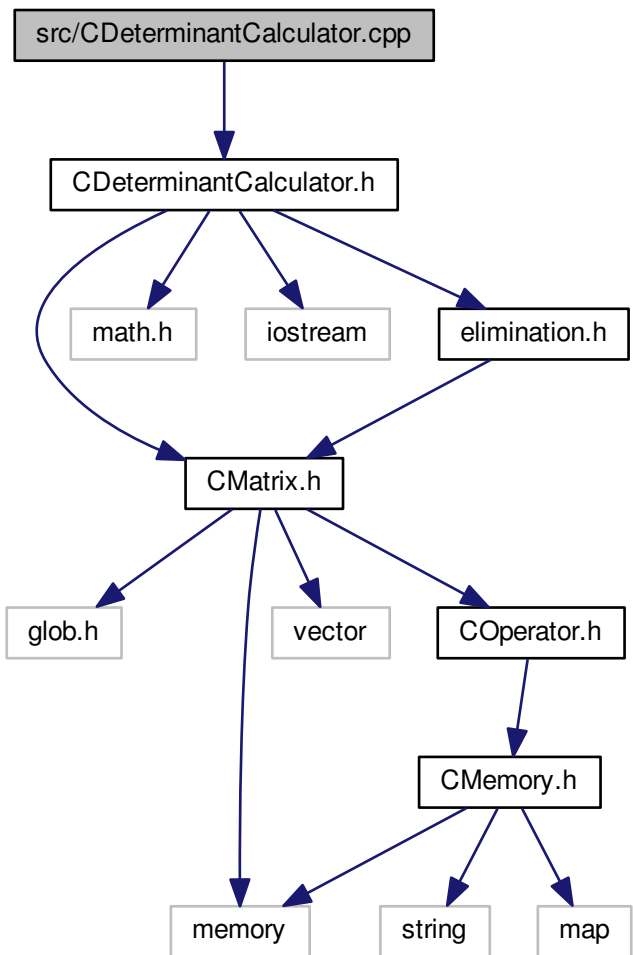 src/CDeterminantCalculator.cpp
CDeterminantCalculator.h
math.h
iostream
elimination.h
CMatrix.h
glob.h
vector
COperator.h
CMemory.h
memory
string
map